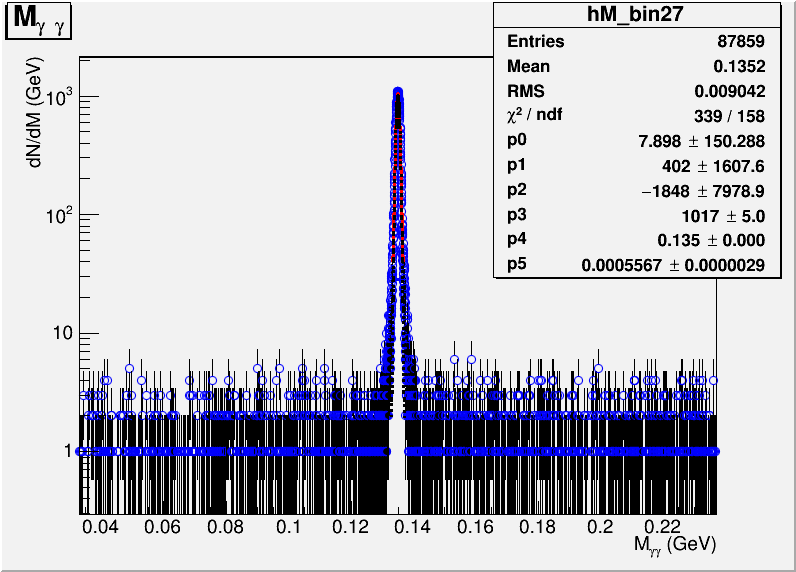 Mγ γ
hM_bin27
Entries 87859
Mean 0.1352
RMS 0.009042
χ² / ndf 339 / 158
p0 7.898 ± 150.288
p1 402 ± 1607.6
p2 −1848 ± 7978.9
p3 1017 ± 5.0
p4 0.135 ± 0.000
p5 0.0005567 ± 0.0000029
dN/dM (GeV)
10³
10²
10
1
0.04 0.06 0.08 0.1 0.12 0.14 0.16 0.18 0.2 0.22
Mγγ (GeV)